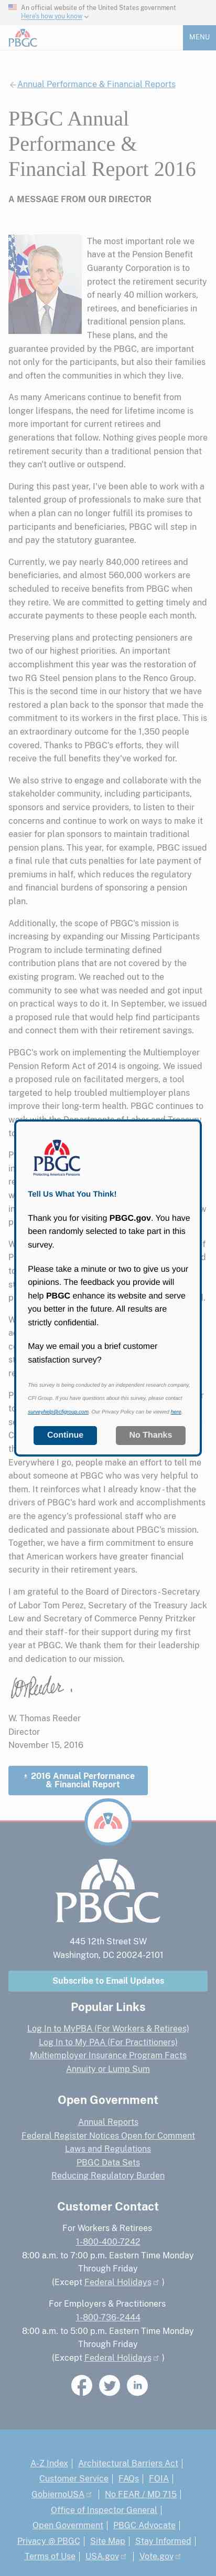 An official website of the United States government
Here's how you know
PBGC
MENU
Annual Performance & Financial Reports
PBGC Annual
Performance &
Financial Report 2016
A MESSAGE FROM OUR DIRECTOR
The most important role we
have at the Pension Benefit
Guaranty Corporation is to
protect the retirement security
of nearly 40 million workers,
retirees, and beneficiaries in
traditional pension plans.
These plans, and the
guarantee provided by the PBGC, are important
not only for the participants, but also their families
and often the communities in which they live.
As many Americans continue to benefit from
longer lifespans, the need for lifetime income is
more important for current retirees and
generations that follow. Nothing gives people more
retirement security than a traditional pension that
they can't outlive or outspend.
During this past year, I've been able to work with a
talented group of professionals to make sure that
when a plan can no longer fulfill its promises to
participants and beneficiaries, PBGC will step in
and pay the statutory guarantee.
Currently, we pay nearly 840,000 retirees and
beneficiaries, and almost 560,000 workers are
scheduled to receive benefits from PBGC when
they retire. We are committed to getting timely and
accurate payments to these people each month.
Preserving plans and protecting pensioners are
two of our highest priorities. An important
accomplishment this year was the restoration of
two RG Steel pension plans to the Renco Group.
This is the only time in our history that we have
restored a plan to an ongoing company. This is an
extraordinary outcome for the 1,350 people
covered. Thanks to PBGC's efforts, they will
receive the full benefits they've worked for.
We also strive to engage and collaborate with the
stakeholder community, including participants,
sponsors and service providers, to listen to their
concerns and continue to work on ways to make it
easier for plan sponsors to maintain traditional
pension plans. This year, for example, PBGC issued
a final rule that cuts penalties for late payment of
premiums in half, which reduces the regulatory
and financial burdens of sponsoring a pension
plan.
Additionally, the scope of PBGC's mission is
increasing by expanding our Missing Participants
Program to include terminating defined
contribution plans not covered by the existing
program. We reached out to the
community to see what was needed and got input
on practical ways to do it. In September, we issued
a proposed rule that would help find participants
and connect them with their retirement savings.
PBGC's work on implementing the Multiemployer
Pension Reform Act of 2014 is ongoing. We issued
a proposed rule on facilitated mergers, a tool
targeted to help troubled multiemployer plans
improve their long-term health. PBGC continues to
PBGC
Protecting America's Pensions
Tell Us What You Think!
Thank you for visiting PBGC.gov. You have
been randomly selected to take part in this
survey.
Please take a minute or two to give us your
opinions. The feedback you provide will
help PBGC enhance its website and serve
you better in the future. All results are
strictly confidential.
May we email you a brief customer
satisfaction survey?
This survey is being conducted by an independent research company,
CFI Group. If you have questions about this survey, please contact
surveyhelp@cfigroup.com. Our Privacy Policy can be viewed here.
Continue
No Thanks
Everywhere I go, people make an effort to tell me
about someone at PBGC who was very helpful to
them. It validates what I already know - that the
drivers of PBGC's hard work and accomplishments
are the strength and capabilities of the staff who
are dedicated to serving and about PBGC's mission.
Together, we have a firm commitment to ensure
that American workers have greater financial
security in their retirement years.
I am grateful to the Board of Directors - Secretary
of Labor Tom Perez, Secretary of the Treasury Jack
Lew and Secretary of Commerce Penny Pritzker
and their staff - for their support during my first
year at PBGC. We thank them for their leadership
and dedication to our mission.
W. Thomas Reeder
Director
November 15, 2016
2016 Annual Performance
& Financial Report
PBGC
445 12th Street SW
Washington, DC 20024-2101
Subscribe to Email Updates
Popular Links
Log In to MyPBA (For Workers & Retirees)
Log In to My PAA (For Practitioners)
Multiemployer Insurance Program Facts
Annuity or Lump Sum
Open Government
Annual Reports
Federal Register Notices Open for Comment
Laws and Regulations
PBGC Data Sets
Reducing Regulatory Burden
Customer Contact
For Workers & Retirees
1-800-400-7242
8:00 a.m. to 7:00 p.m. Eastern Time Monday
Through Friday
(Except Federal Holidays )
For Employers & Practitioners
1-800-736-2444
8:00 a.m. to 5:00 p.m. Eastern Time Monday
Through Friday
(Except Federal Holidays )
A-Z Index | Architectural Barriers Act |
Customer Service | FAQs | FOIA |
GobiernoUSA | No FEAR / MD 715 |
Office of Inspector General |
Open Government | PBGC Advocate |
Privacy @ PBGC | Site Map | Stay Informed |
Terms of Use | USA.gov | Vote.gov